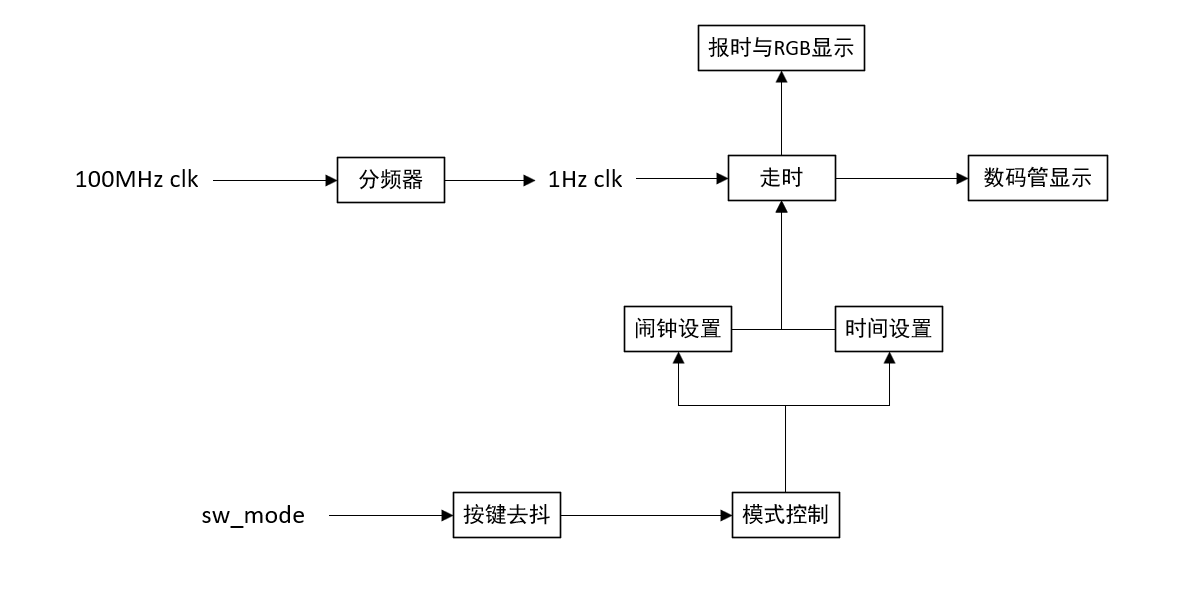 报时与RGB显示
100MHz clk
分频器
1Hz clk
走时
数码管显示
闹钟设置
时间设置
sw_mode
按键去抖
模式控制